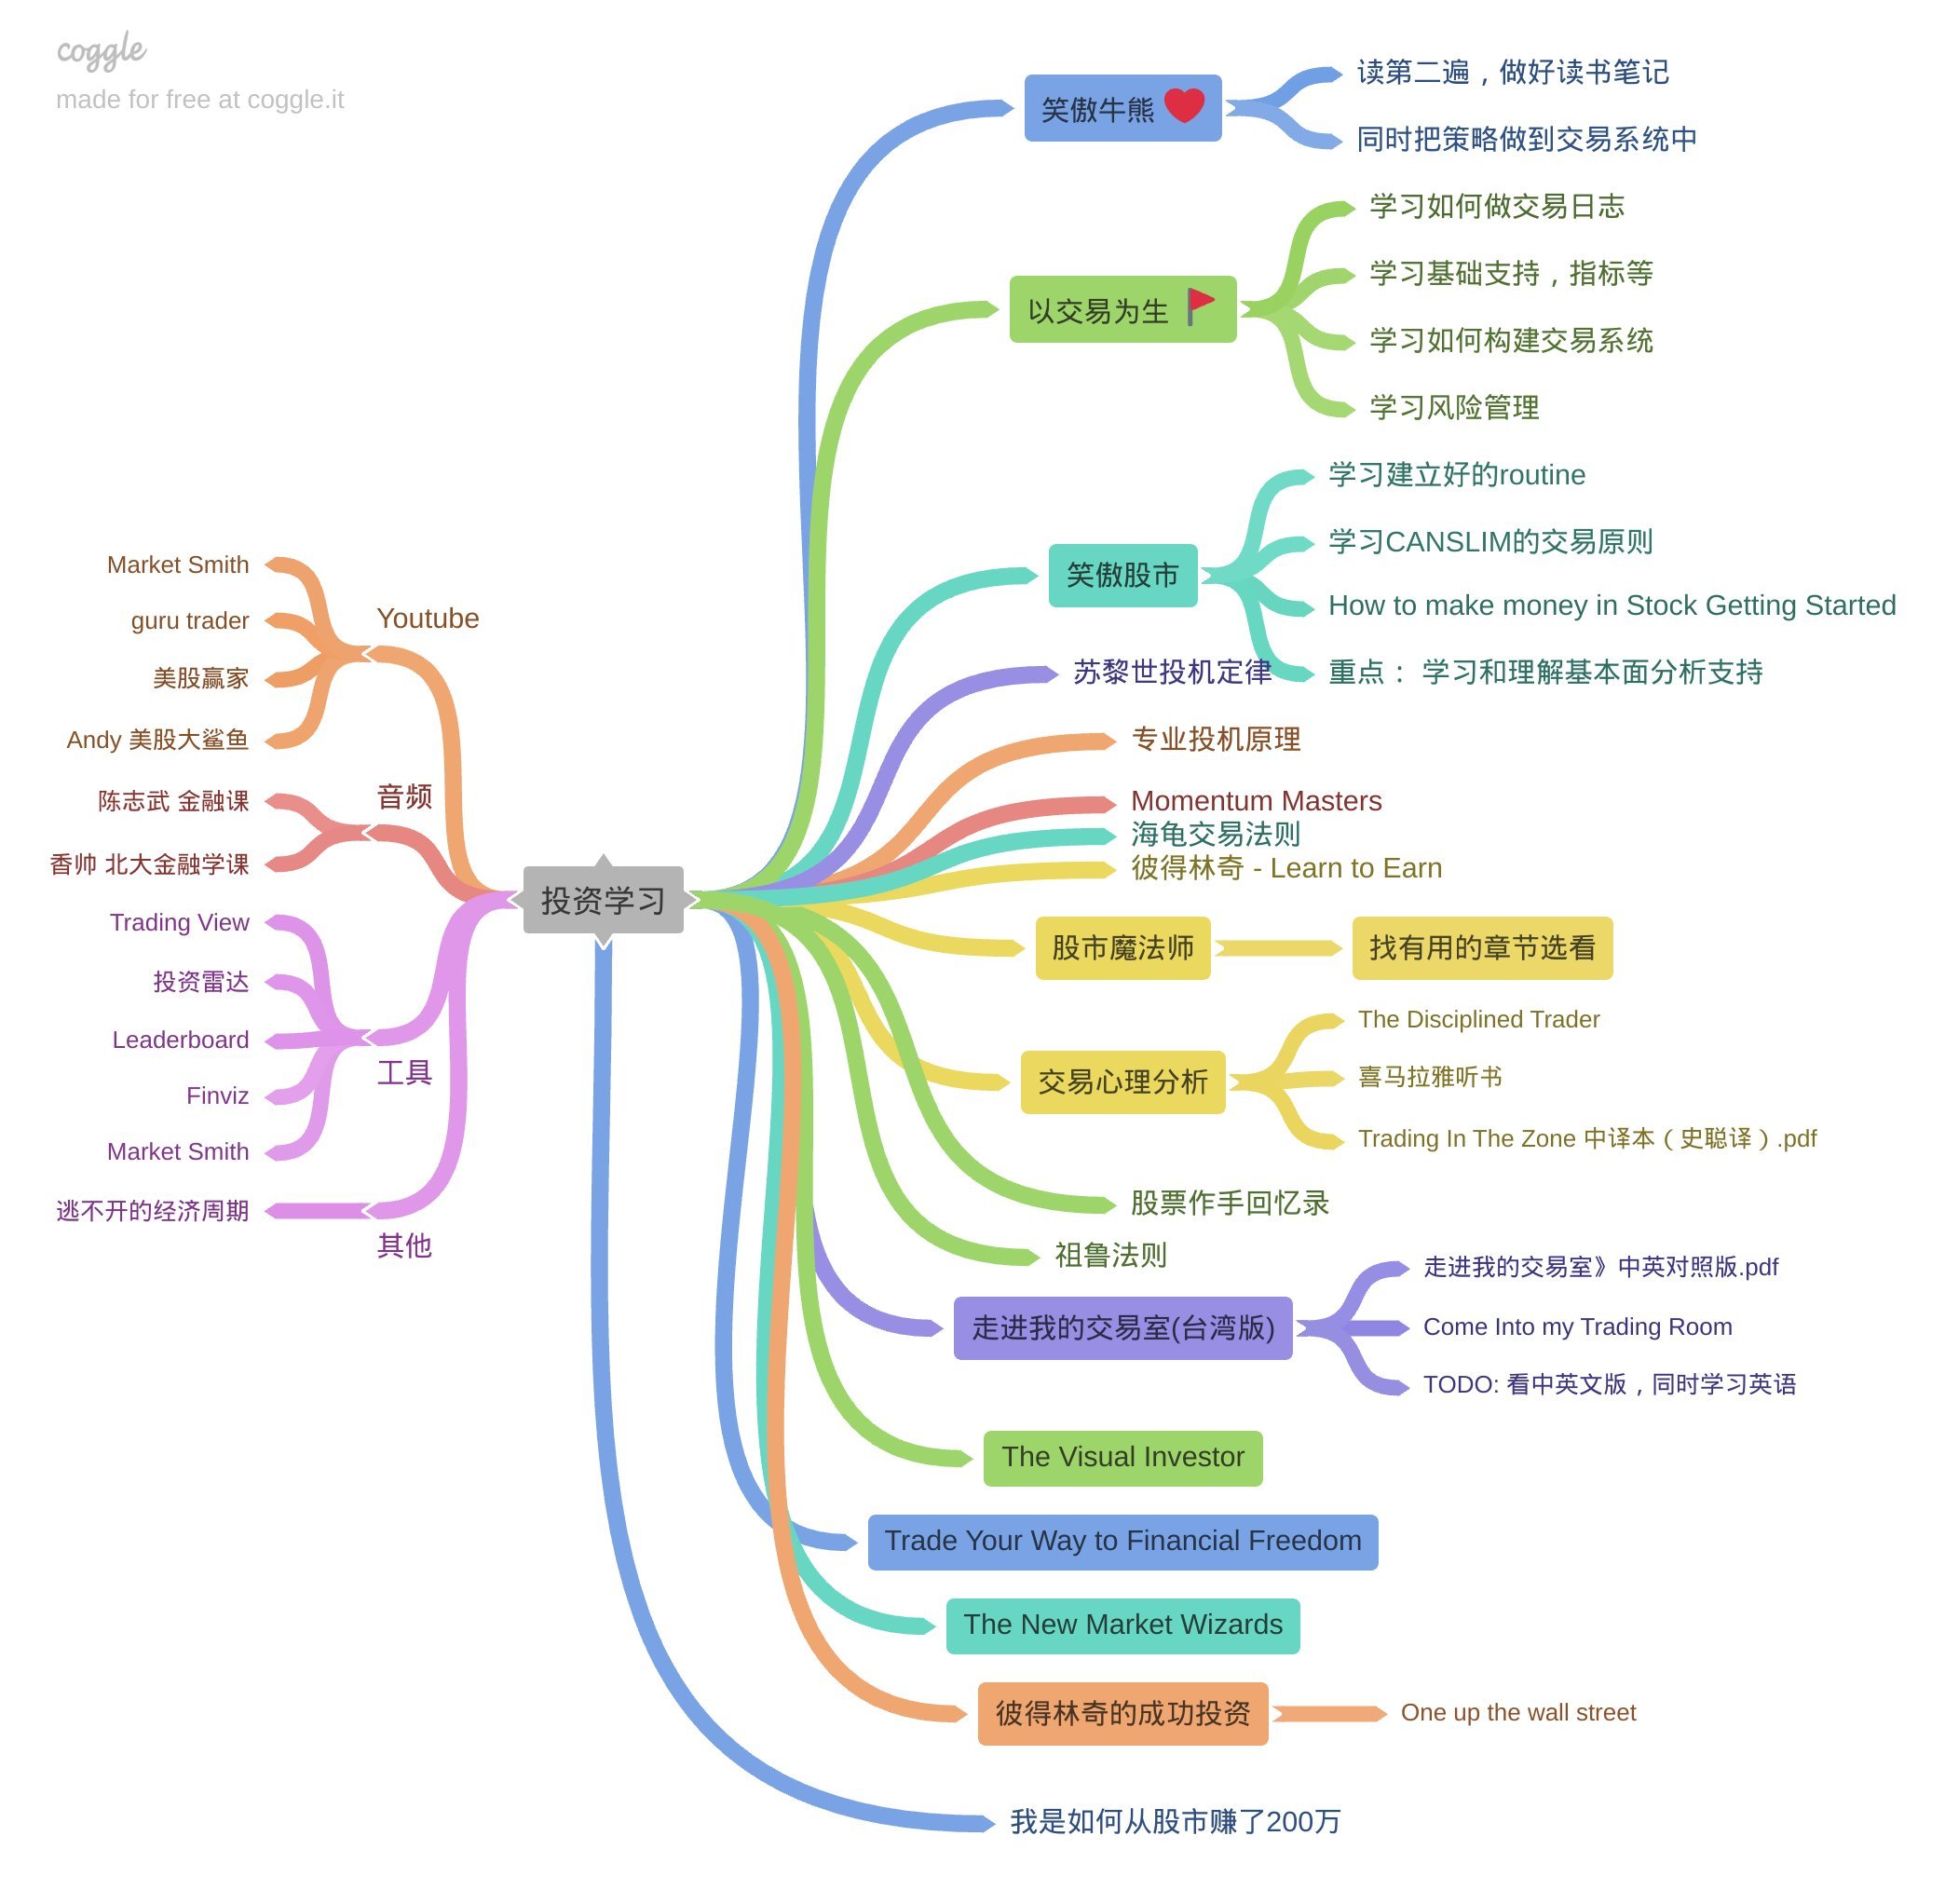 coggle
made for free at coggle.it
投资学习
笑傲牛熊
读第二遍，做好读书笔记
同时把策略做到交易系统中
以交易为生
学习如何做交易日志
学习基础支持，指标等
学习如何构建交易系统
学习风险管理
笑傲股市
学习建立好的routine
学习CANSLIM的交易原则
How to make money in Stock Getting Started
重点： 学习和理解基本面分析支持
苏黎世投机定律
专业投机原理
Momentum Masters
海龟交易法则
彼得林奇 - Learn to Earn
股市魔法师
找有用的章节选看
交易心理分析
The Disciplined Trader
喜马拉雅听书
Trading In The Zone 中译本（史聪译）.pdf
股票作手回忆录
祖鲁法则
走进我的交易室(台湾版)
走进我的交易室》中英对照版.pdf
Come Into my Trading Room
TODO: 看中英文版，同时学习英语
The Visual Investor
Trade Your Way to Financial Freedom
The New Market Wizards
彼得林奇的成功投资
One up the wall street
我是如何从股市赚了200万
Youtube
Market Smith
guru trader
美股赢家
Andy 美股大鲨鱼
音频
陈志武 金融课
香帅 北大金融学课
工具
Trading View
投资雷达
Leaderboard
Finviz
Market Smith
其他
逃不开的经济周期